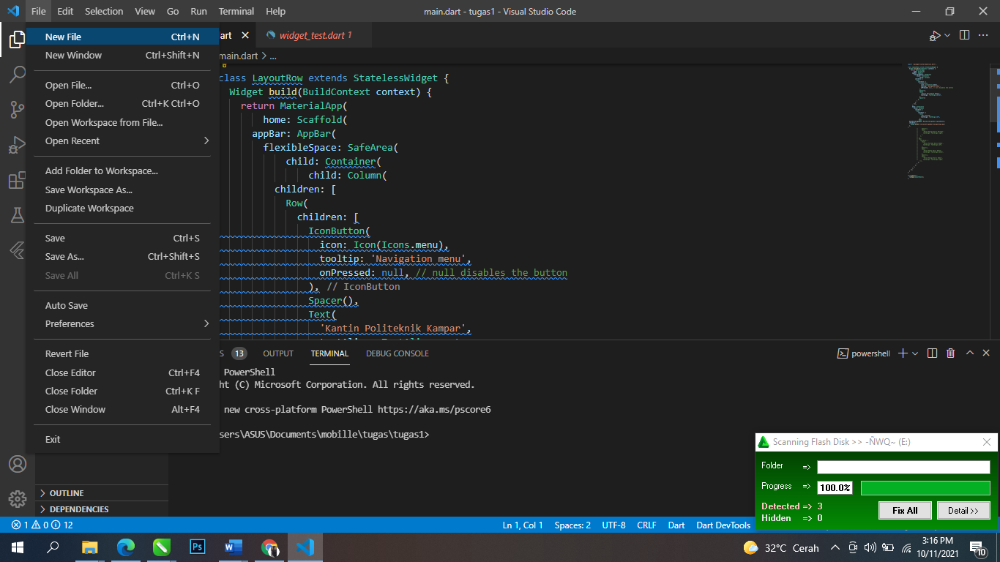 File Edit Selection View Go Run Terminal Help
main.dart - tugas1 - Visual Studio Code
New File Ctrl+N
New Window Ctrl+Shift+N
Open File... Ctrl+O
Open Folder... Ctrl+K Ctrl+O
Open Workspace from File...
Open Recent
Add Folder to Workspace...
Save Workspace As...
Duplicate Workspace
Save Ctrl+S
Save As... Ctrl+Shift+S
Save All Ctrl+K S
Auto Save
Preferences
Revert File
Close Editor Ctrl+F4
Close Folder Ctrl+K F
Close Window Alt+F4
Exit
OUTLINE
DEPENDENCIES
art widget_test.dart 1
main.dart > ...
class LayoutRow extends StatelessWidget {
Widget build(BuildContext context) {
return MaterialApp(
home: Scaffold(
appBar: AppBar(
flexibleSpace: SafeArea(
child: Container(
child: Column(
children: [
Row(
children: [
IconButton(
icon: Icon(Icons.menu),
tooltip: 'Navigation menu',
onPressed: null, // null disables the button
), // IconButton
Spacer(),
Text(
'Kantin Politeknik Kampar',
S 13 OUTPUT TERMINAL DEBUG CONSOLE
powershell
PowerShell
ht (C) Microsoft Corporation. All rights reserved.
new cross-platform PowerShell https://aka.ms/pscore6
sers\ASUS\Documents\mobille\tugas\tugas1>
Scanning Flash Disk >> -ÑWQ~ (E:)
Folder =>
Progress => 100.0%
Detected => 3
Hidden => 0
Fix All Detail >>
1 0 12
Ln 1, Col 1 Spaces: 2 UTF-8 CRLF Dart Dart DevTools
Ps
32°C Cerah
3:16 PM
10/11/2021
10